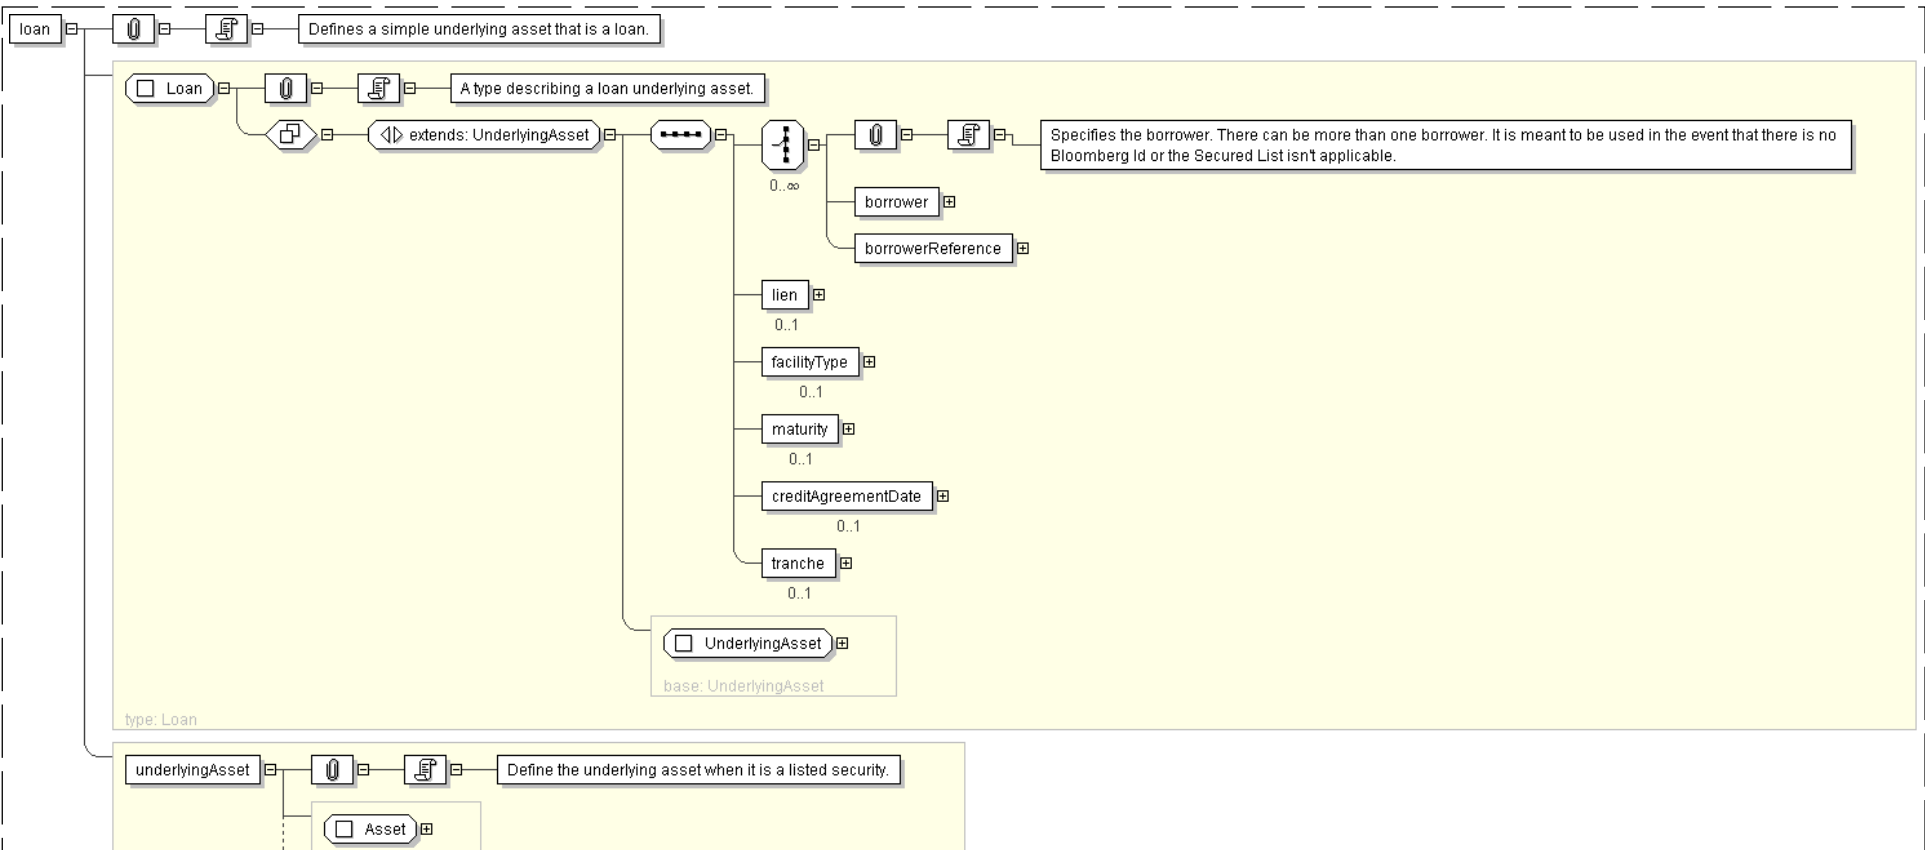 loan
Defines a simple underlying asset that is a loan.
Loan
A type describing a loan underlying asset.
extends: UnderlyingAsset
Specifies the borrower. There can be more than one borrower. It is meant to be used in the event that there is no
Bloomberg Id or the Secured List isn't applicable.
0..∞
borrower
borrowerReference
lien
0..1
facilityType
0..1
maturity
0..1
creditAgreementDate
0..1
tranche
0..1
UnderlyingAsset
base: UnderlyingAsset
type: Loan
underlyingAsset
Define the underlying asset when it is a listed security.
Asset